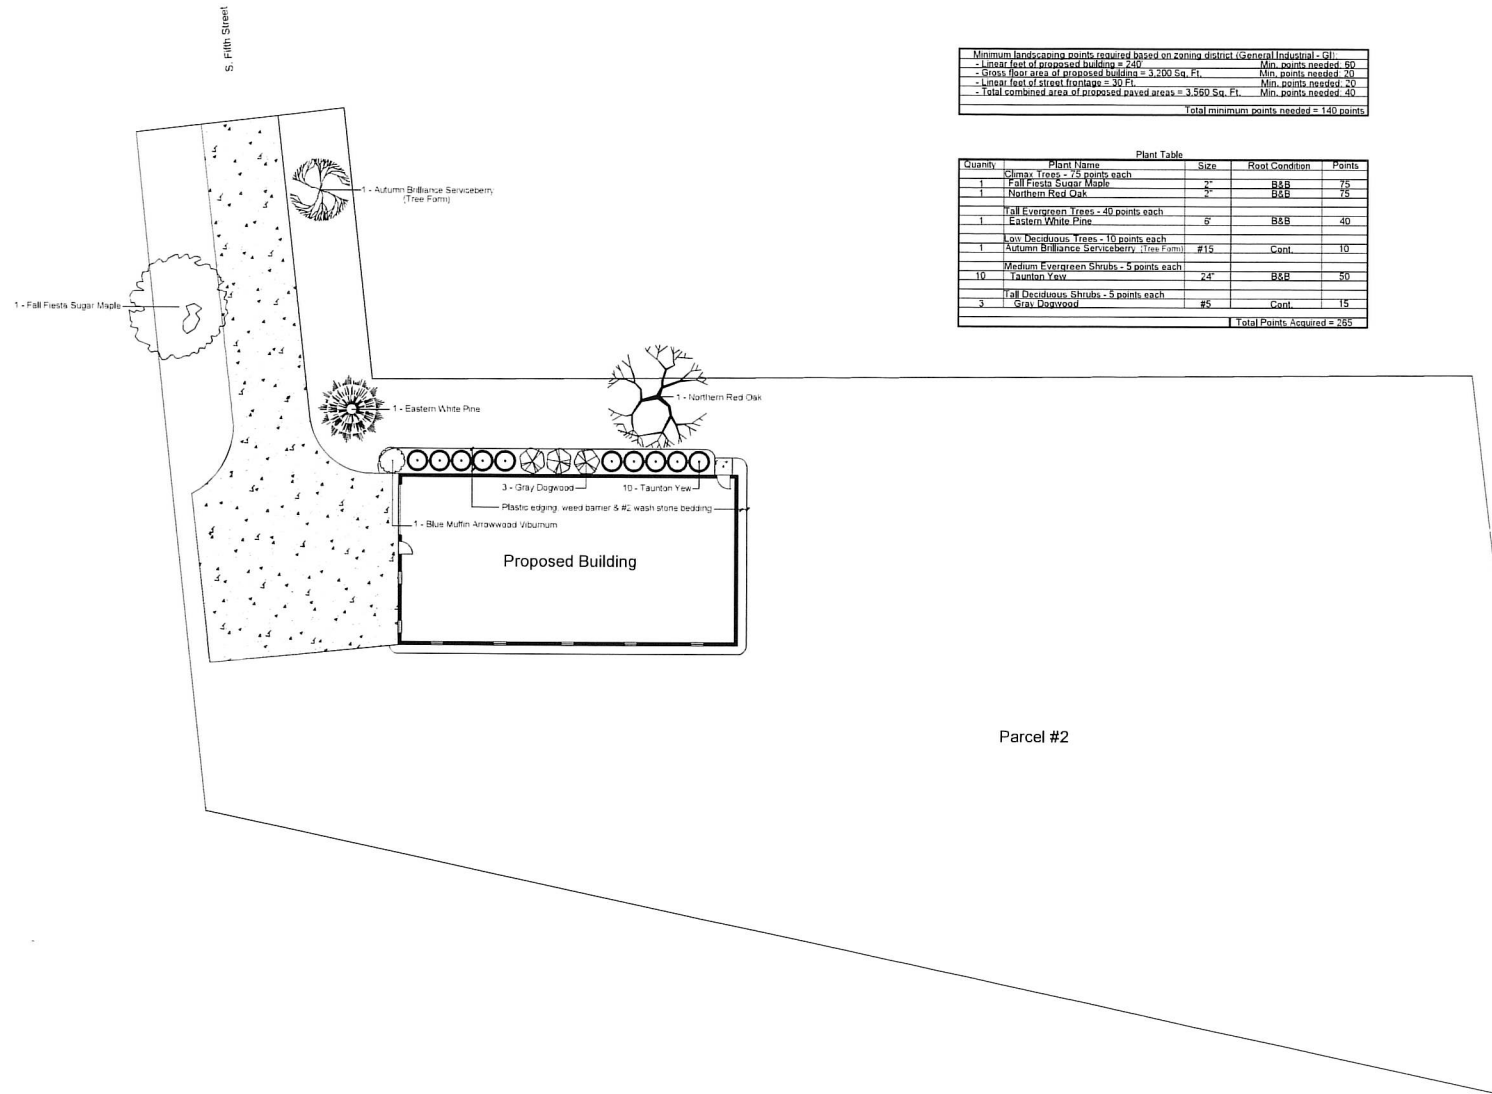 S. Fifth Street
Minimum landscaping points required based on zoning district (General Industrial - GI):
- Linear feet of proposed building = 240' Min. points needed: 60
- Gross floor area of proposed building = 3,200 Sq. Ft. Min. points needed: 20
- Linear feet of street frontage = 30 Ft. Min. points needed: 20
- Total combined area of proposed paved areas = 3,560 Sq. Ft. Min. points needed: 40
Total minimum points needed = 140 points
Plant Table
Quanity Plant Name Size Root Condition Points
Climax Trees - 75 points each
1 Fall Fiesta Sugar Maple 2" B&B 75
1 Northern Red Oak 2" B&B 75
Tall Evergreen Trees - 40 points each
1 Eastern White Pine 6' B&B 40
Low Deciduous Trees - 10 points each
1 Autumn Brilliance Serviceberry (Tree Form) #15 Cont. 10
Medium Evergreen Shrubs - 5 points each
10 Taunton Yew 24" B&B 50
Tall Deciduous Shrubs - 5 points each
3 Gray Dogwood #5 Cont. 15
Total Points Acquired = 265
1 - Autumn Brilliance Serviceberry
(Tree Form)
1 - Fall Fiesta Sugar Maple
1 - Northern Red Oak
1 - Eastern White Pine
3 - Gray Dogwood
10 - Taunton Yew
Plastic edging, weed barrier & #2 wash stone bedding
1 - Blue Muffin Arrowwood Viburnum
Proposed Building
Parcel #2